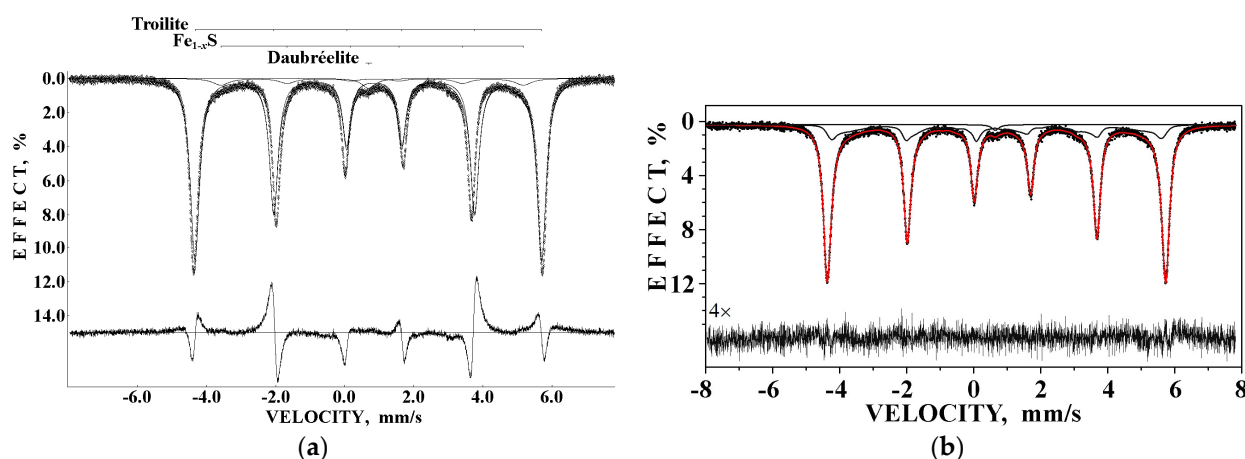 Troilite
Fe1-xS
Daubréelite
0.0
2.0
4.0
6.0
8.0
10.0
12.0
14.0
EFFECT, %
-6.0 -4.0 -2.0 0.0 2.0 4.0 6.0
VELOCITY, mm/s
(a)
0
4
8
12
EFFECT, %
4×
-8 -6 -4 -2 0 2 4 6 8
VELOCITY, mm/s
(b)